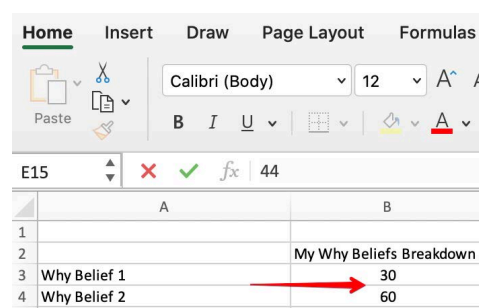 Home Insert Draw Page Layout Formulas
Calibri (Body) 12 A^
Paste B I U A
E15 fx 44
A B
1
2 My Why Beliefs Breakdown
3 Why Belief 1 30
4 Why Belief 2 60